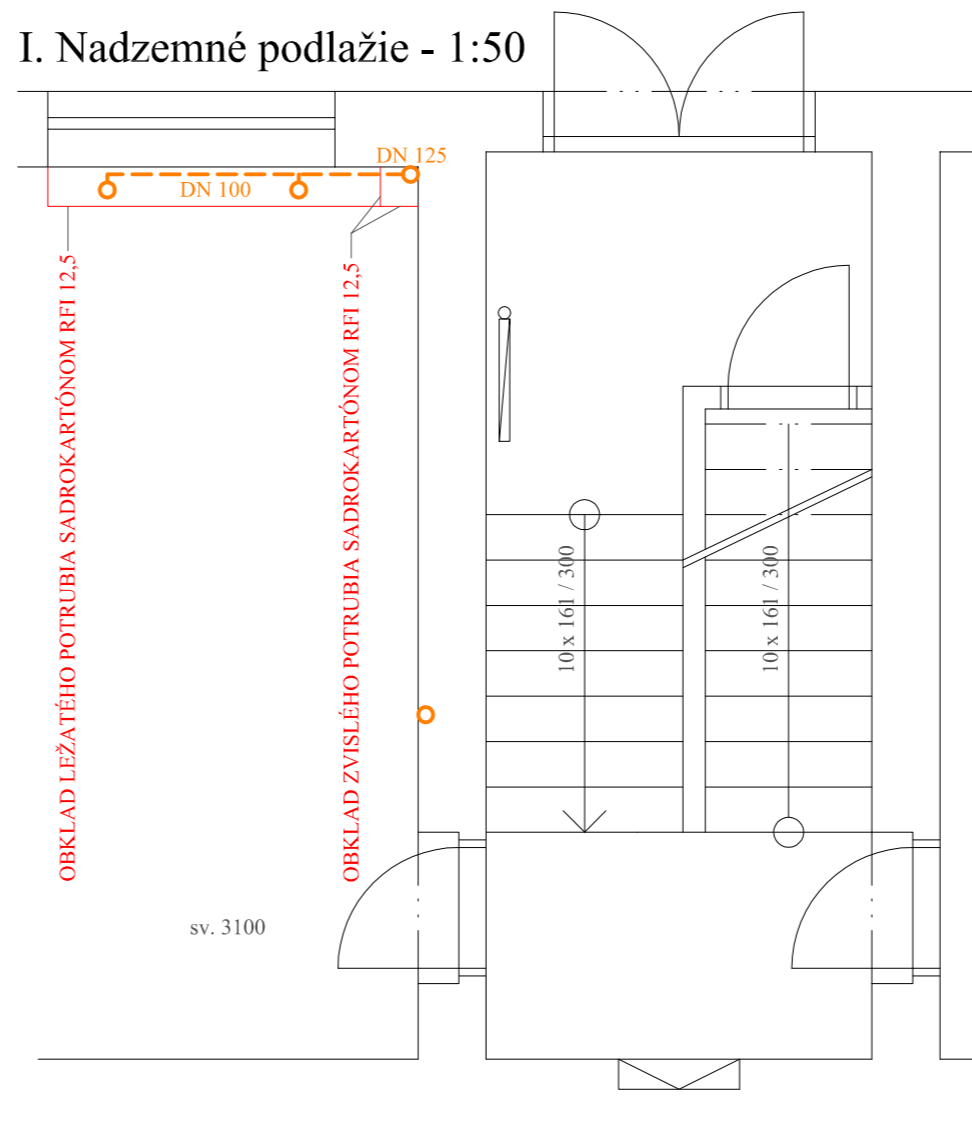 I. Nadzemné podlažie - 1:50
DN 125
DN 100
OBKLAD LEŽATÉHO POTRUBIA SADROKARTÓNOM RFI 12,5
OBKLAD ZVISLÉHO POTRUBIA SADROKARTÓNOM RFI 12,5
10 x 161 / 300
10 x 161 / 300
sv. 3100